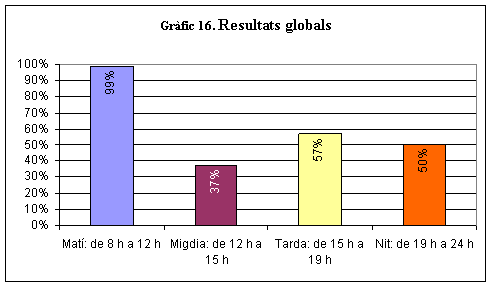 Gràfic 16. Resultats globals
100%
90%
80%
70%
60%
50%
40%
30%
20%
10%
0%
99%
37%
57%
50%
Matí: de 8 h a 12 h
Migdia: de 12 h a
15 h
Tarda: de 15 h a
19 h
Nit: de 19 h a 24 h